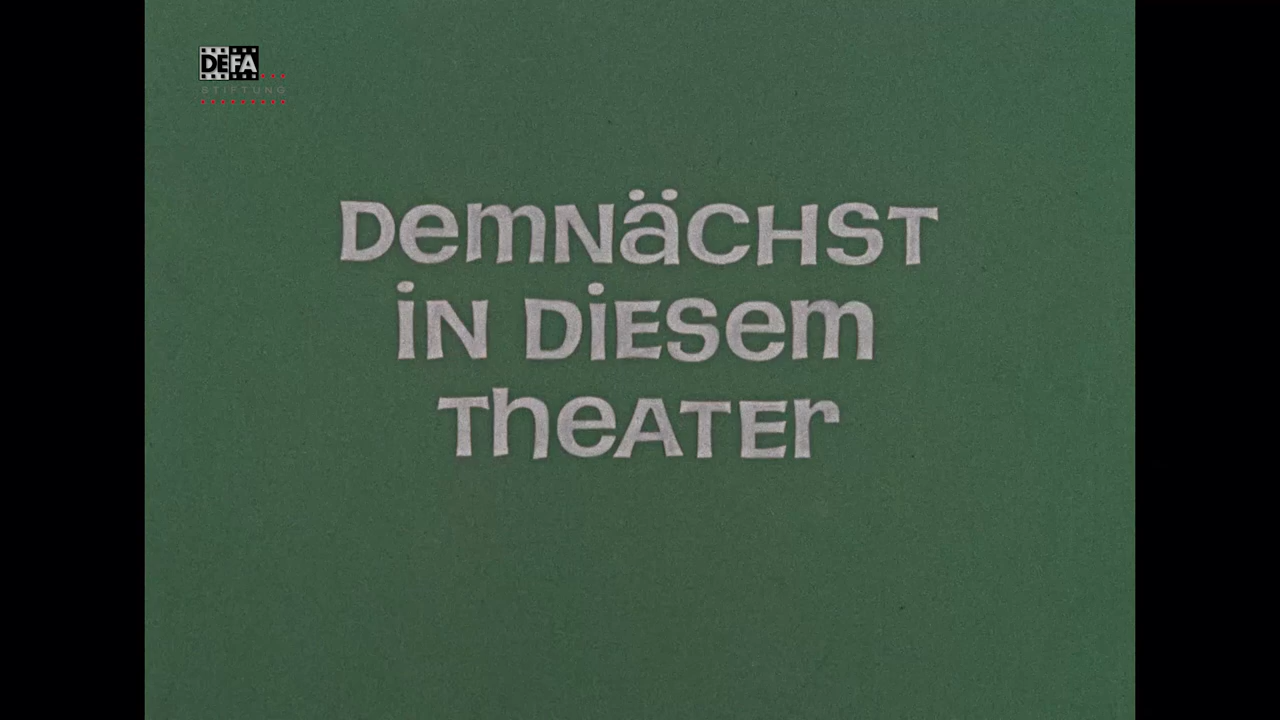 DEFA
STIFTUNG
DemNäCHST
iN DiESem
TheATEr